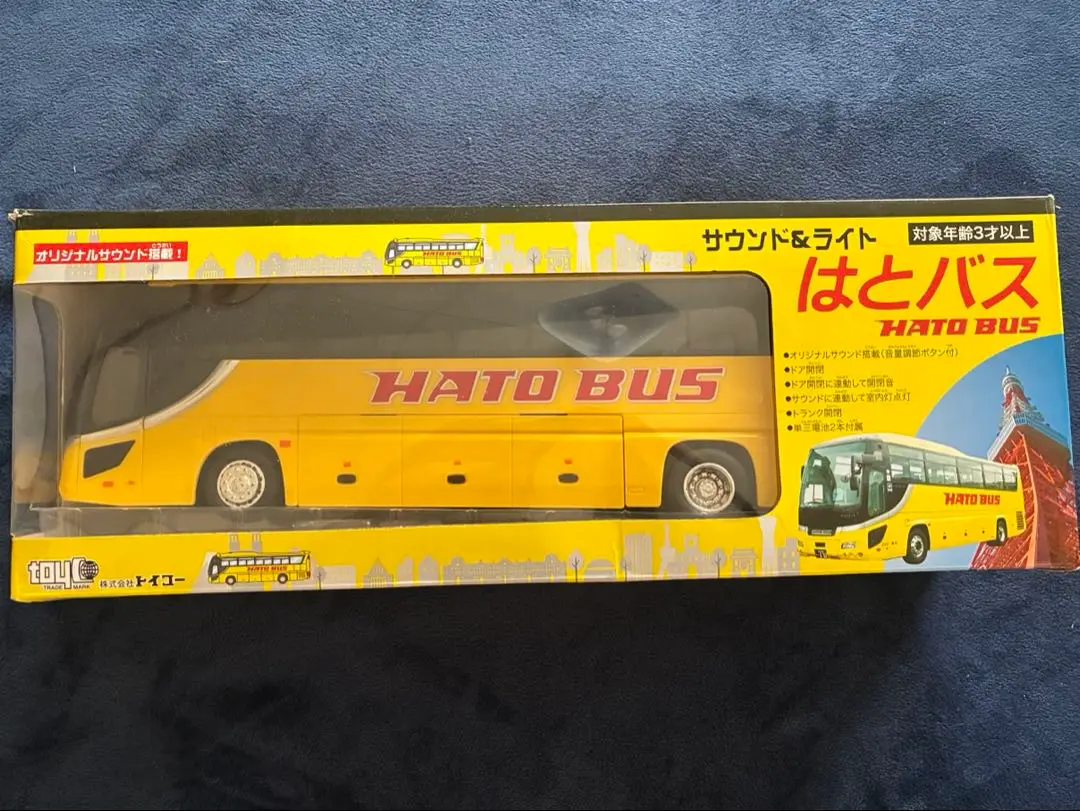 オリジナルサウンド搭載！
HATO BUS
サウンド&ライト
対象年齢3才以上
はとバス
HATO BUS
●オリジナルサウンド搭載(音量調節ボタン付)
●ドア開閉
●ドア開閉に連動して開閉音
●サウンドに連動して室内灯点灯
●トランク開閉
●単三電池2本付属
HATO BUS
HATO BUS
toyco
TRADE MARK
株式会社トイコー
HATO BUS